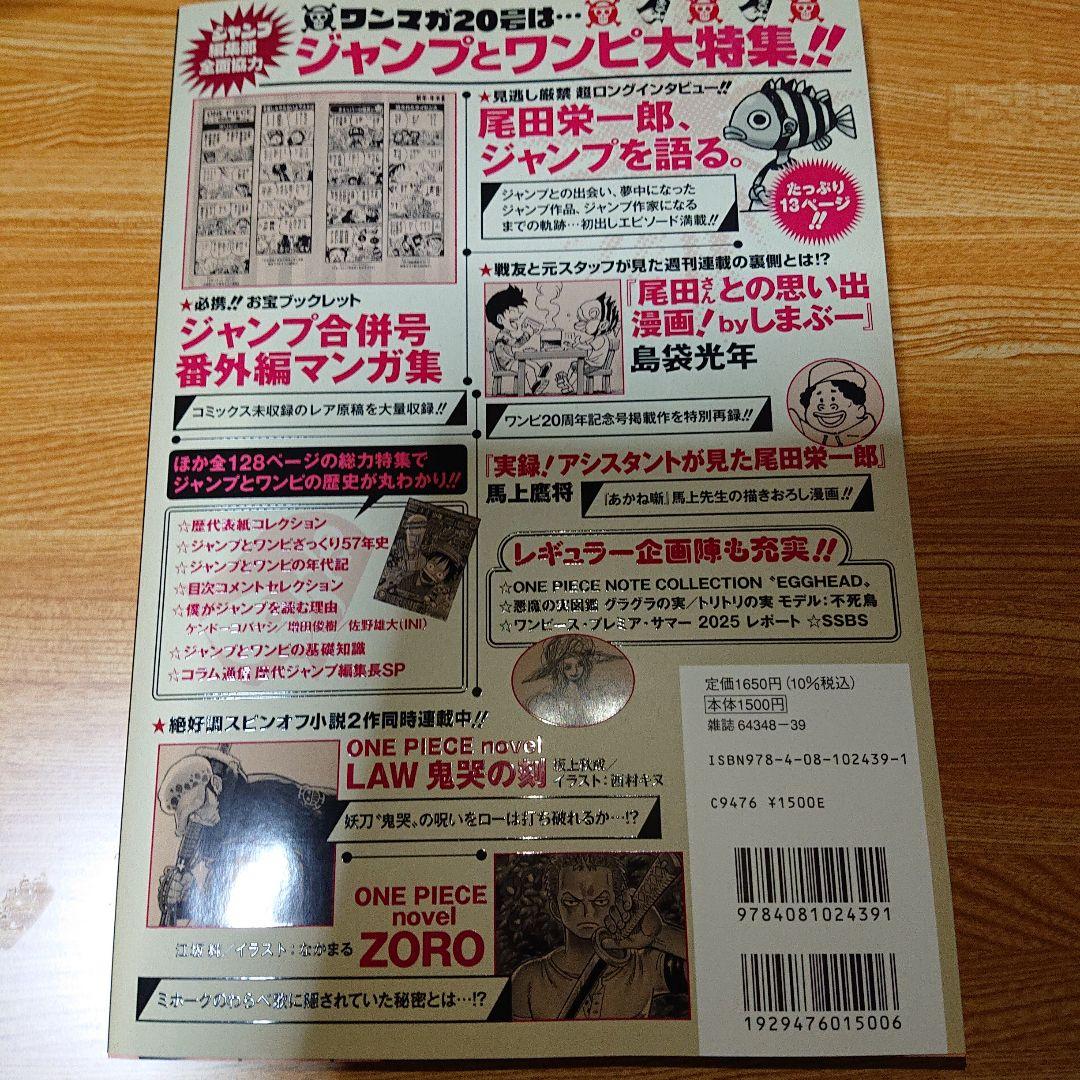 ジャンプ
編集部
全面協力
ワンマガ20号は…
ジャンプとワンピ大特集!!
★見逃し厳禁 超ロングインタビュー!!
尾田栄一郎、
ジャンプを語る。
ジャンプとの出会い、夢中になった
ジャンプ作品、ジャンプ作家になる
までの軌跡…初出しエピソード満載!!
たっぷり
13ページ
!!
★必携!! お宝ブックレット
ジャンプ合併号
番外編マンガ集
コミックス未収録のレア原稿を大量収録!!
★戦友と元スタッフが見た週刊連載の裏側とは!?
『尾田さんとの思い出
漫画! byしまぶー』
島袋光年
ワンピ20周年記念号掲載作を特別再録!!
『実録! アシスタントが見た尾田栄一郎』
馬上鷹将
『あかね噺』馬上先生の描きおろし漫画!!
ほか全128ページの総力特集で
ジャンプとワンピの歴史が丸わかり!!
☆歴代表紙コレクション
☆ジャンプとワンピざっくり57年史
☆ジャンプとワンピの年代記
☆目次コメントセレクション
☆僕がジャンプを読む理由
ケンドーコバヤシ/増田俊樹/佐野雄大(INI)
☆ジャンプとワンピの基礎知識
☆コラム通信 歴代ジャンプ編集長SP
レギュラー企画陣も充実!!
☆ONE PIECE NOTE COLLECTION〝EGGHEAD〟
☆悪魔の実図鑑 グラグラの実/トリトリの実 モデル:不死鳥
☆ワンピース・プレミア・サマー 2025 レポート ☆SSBS
★絶好調スピンオフ小説2作同時連載中!!
ONE PIECE novel
LAW 鬼哭の刻
坂上秋成/
イラスト:西村キヌ
妖刀〝鬼哭〟の呪いをローは打ち破れるか…!?
ONE PIECE
novel
ZORO
江坂 純/イラスト:なかまる
ミホークのわらべ歌に隠されていた秘密とは…!?
定価1650円(10%税込)
本体1500円
雑誌 64348-39
ISBN978-4-08-102439-1
C9476 ¥1500E
9784081024391
1929476015006